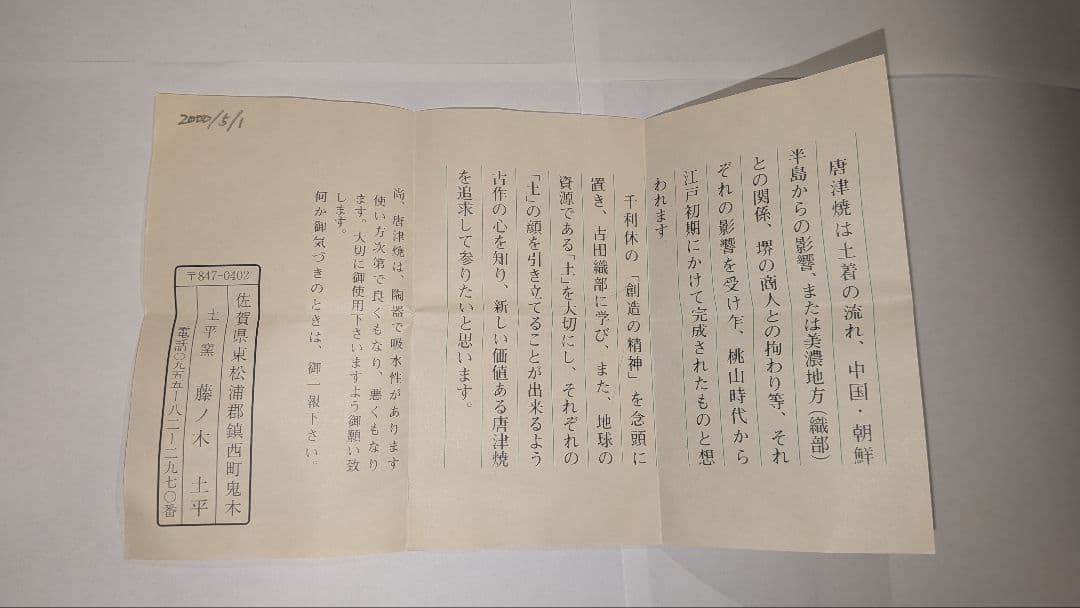 唐津焼は土着の流れ、中国・朝鮮
半島からの影響、または美濃地方(織部)
との関係、堺の商人との拘わり等、それ
ぞれの影響を受け乍、桃山時代から
江戸初期にかけて完成されたものと想
われます
千利休の「創造の精神」を念頭に
置き、古田織部に学び、また、地球の
資源である「土」を大切にし、それぞれの
「土」の顔を引き立てることが出来るよう
古作の心を知り、新しい価値ある唐津焼
を追求して参りたいと思います。
尚、唐津焼は、陶器で吸水性があります
使い方次第で良くもなり、悪くもなり
ます。大切に御使用下さいますよう御願い致
します。
何か御気づきのときは、御一報下さい。
2000/5/1
〒847-0402
佐賀県東松浦郡鎮西町鬼木
土平窯 藤ノ木 土平
電話〇九五五ー八二ー二九七〇番